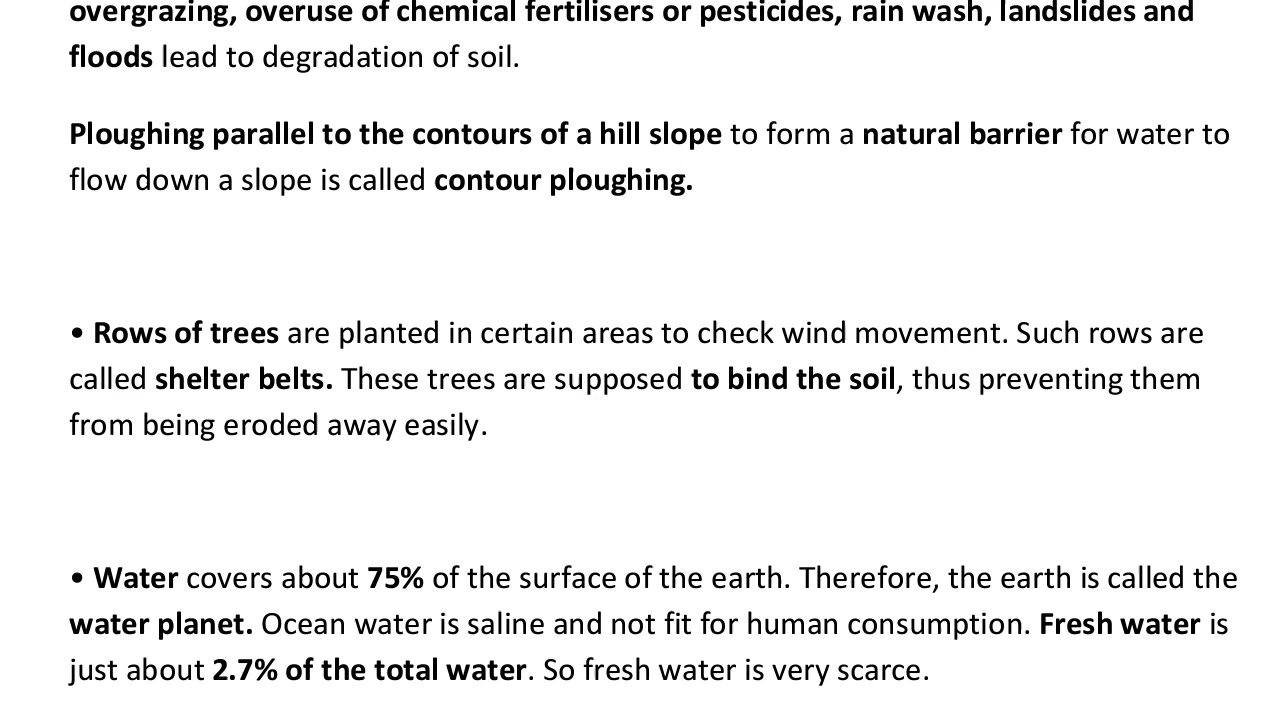 overgrazing, overuse of chemical fertilisers or pesticides, rain wash, landslides and
floods lead to degradation of soil.
Ploughing parallel to the contours of a hill slope to form a natural barrier for water to
flow down a slope is called contour ploughing.
• Rows of trees are planted in certain areas to check wind movement. Such rows are
called shelter belts. These trees are supposed to bind the soil, thus preventing them
from being eroded away easily.
• Water covers about 75% of the surface of the earth. Therefore, the earth is called the
water planet. Ocean water is saline and not fit for human consumption. Fresh water is
just about 2.7% of the total water. So fresh water is very scarce.